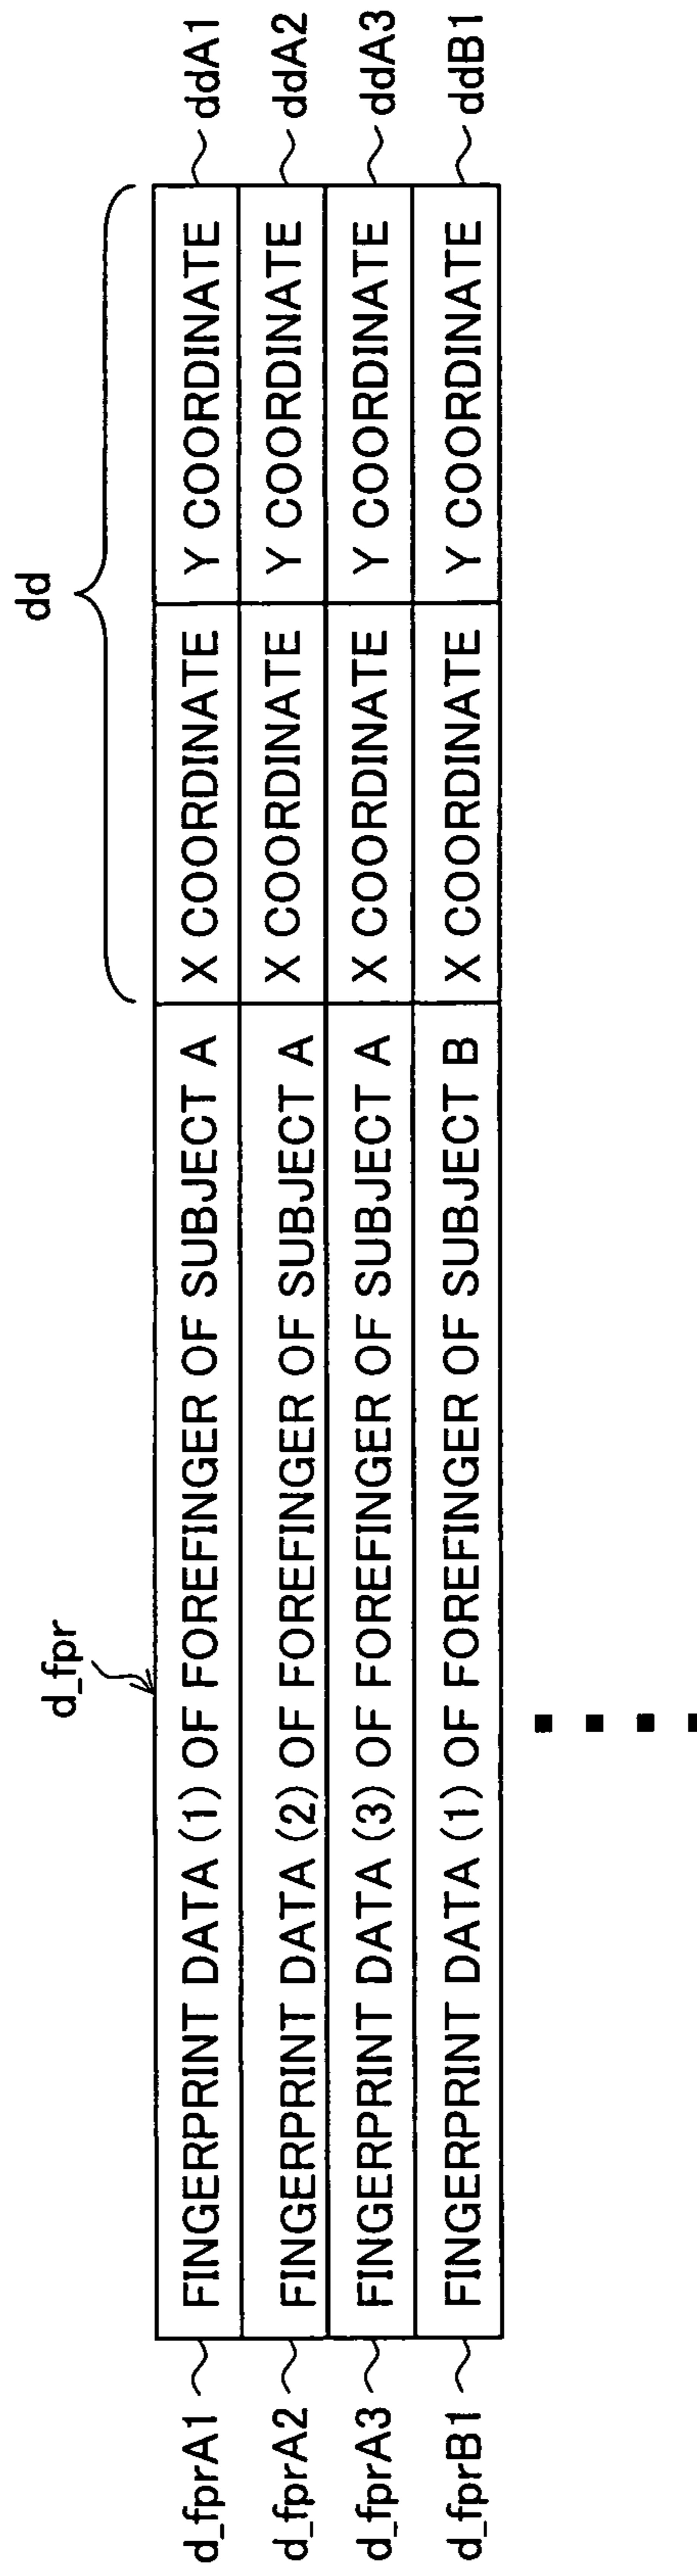 dd
d_fpr
d_fprA1 FINGERPRINT DATA (1) OF FOREFINGER OF SUBJECT A X COORDINATE Y COORDINATE ddA1
d_fprA2 FINGERPRINT DATA (2) OF FOREFINGER OF SUBJECT A X COORDINATE Y COORDINATE ddA2
d_fprA3 FINGERPRINT DATA (3) OF FOREFINGER OF SUBJECT A X COORDINATE Y COORDINATE ddA3
d_fprB1 FINGERPRINT DATA (1) OF FOREFINGER OF SUBJECT B X COORDINATE Y COORDINATE ddB1